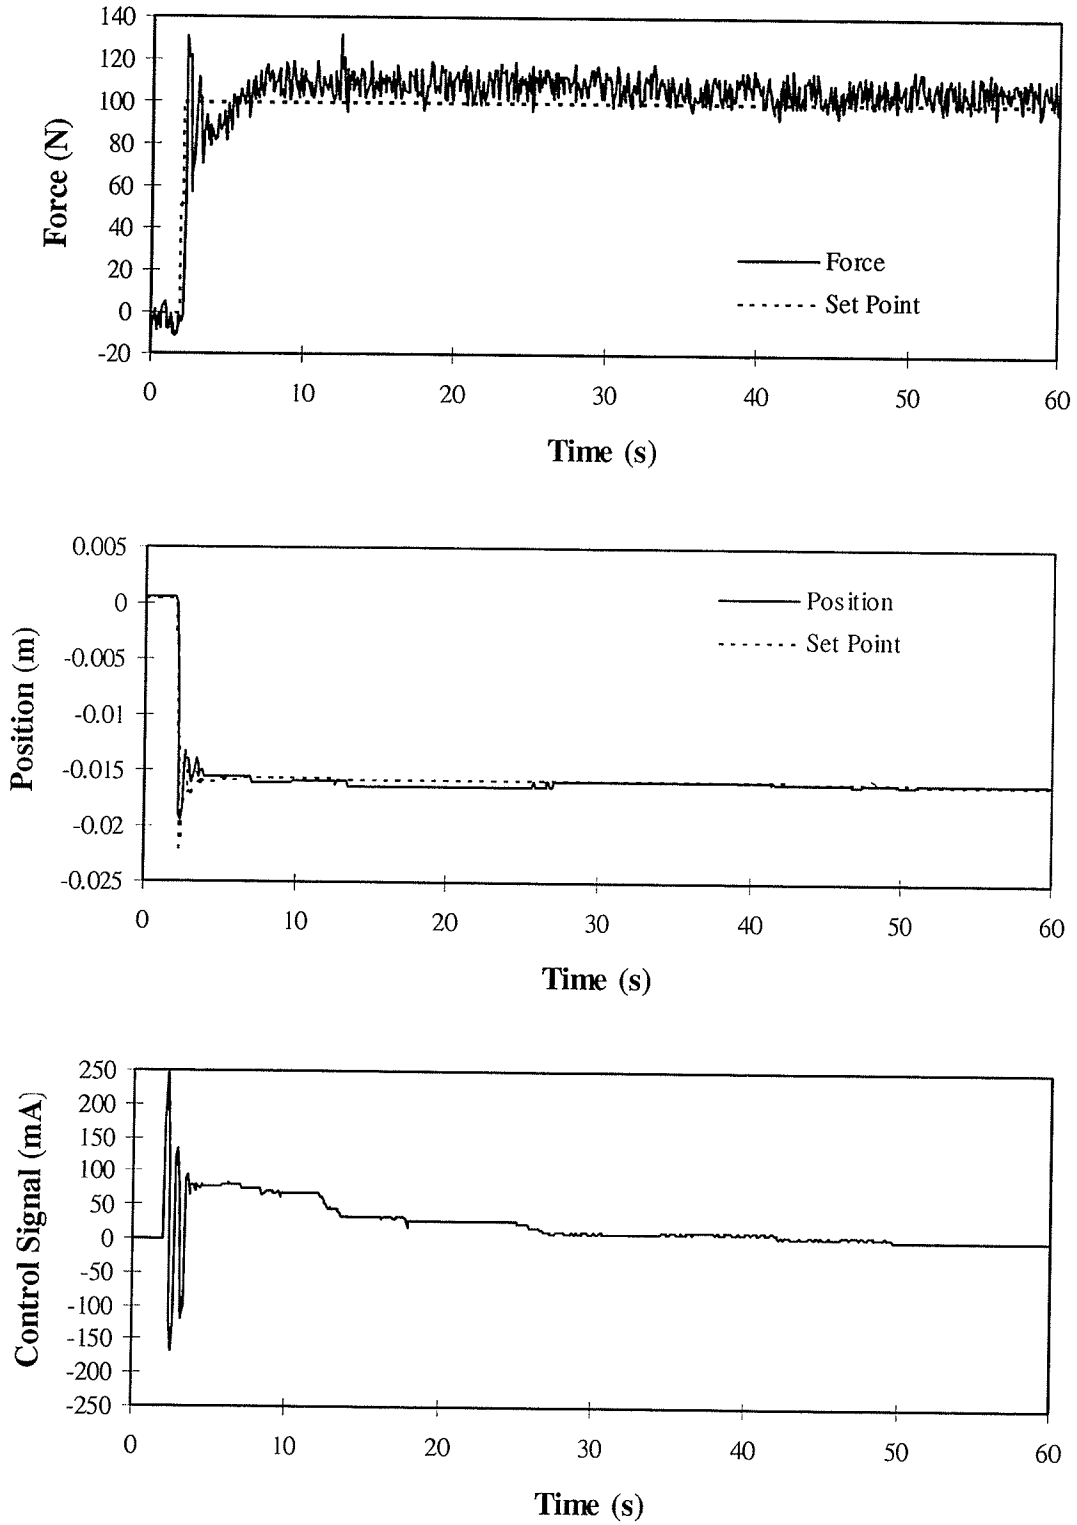 140
120
100
80
60
40
20
0
-20
Force (N)
Force
Set Point
0 10 20 30 40 50 60
Time (s)
0.005
0
-0.005
-0.01
-0.015
-0.02
-0.025
Position (m)
Position
Set Point
0 10 20 30 40 50 60
Time (s)
250
200
150
100
50
0
-50
-100
-150
-200
-250
Control Signal (mA)
0 10 20 30 40 50 60
Time (s)